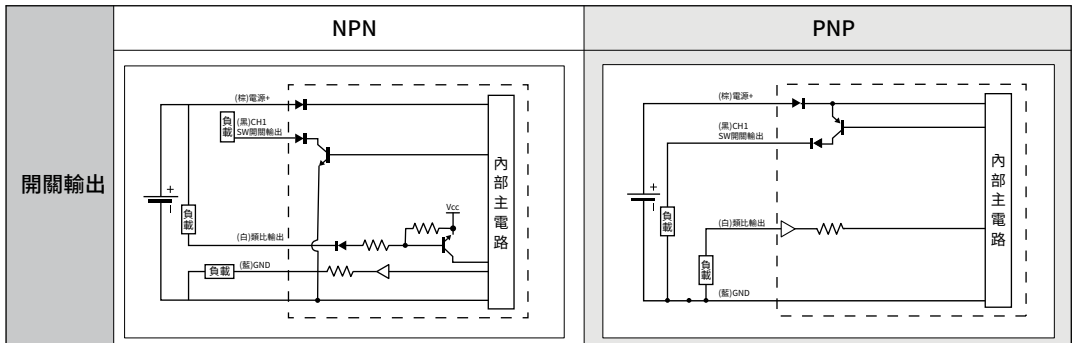 NPN
PNP
開關輸出
(棕)電源+
負載
(黑)CH1
SW開關輸出
+
負載
Vcc
(白)類比輸出
負載
(藍)GND
內部主電路
(棕)電源+
(黑)CH1
SW開關輸出
+
負載
(白)類比輸出
負載
(藍)GND
內部主電路